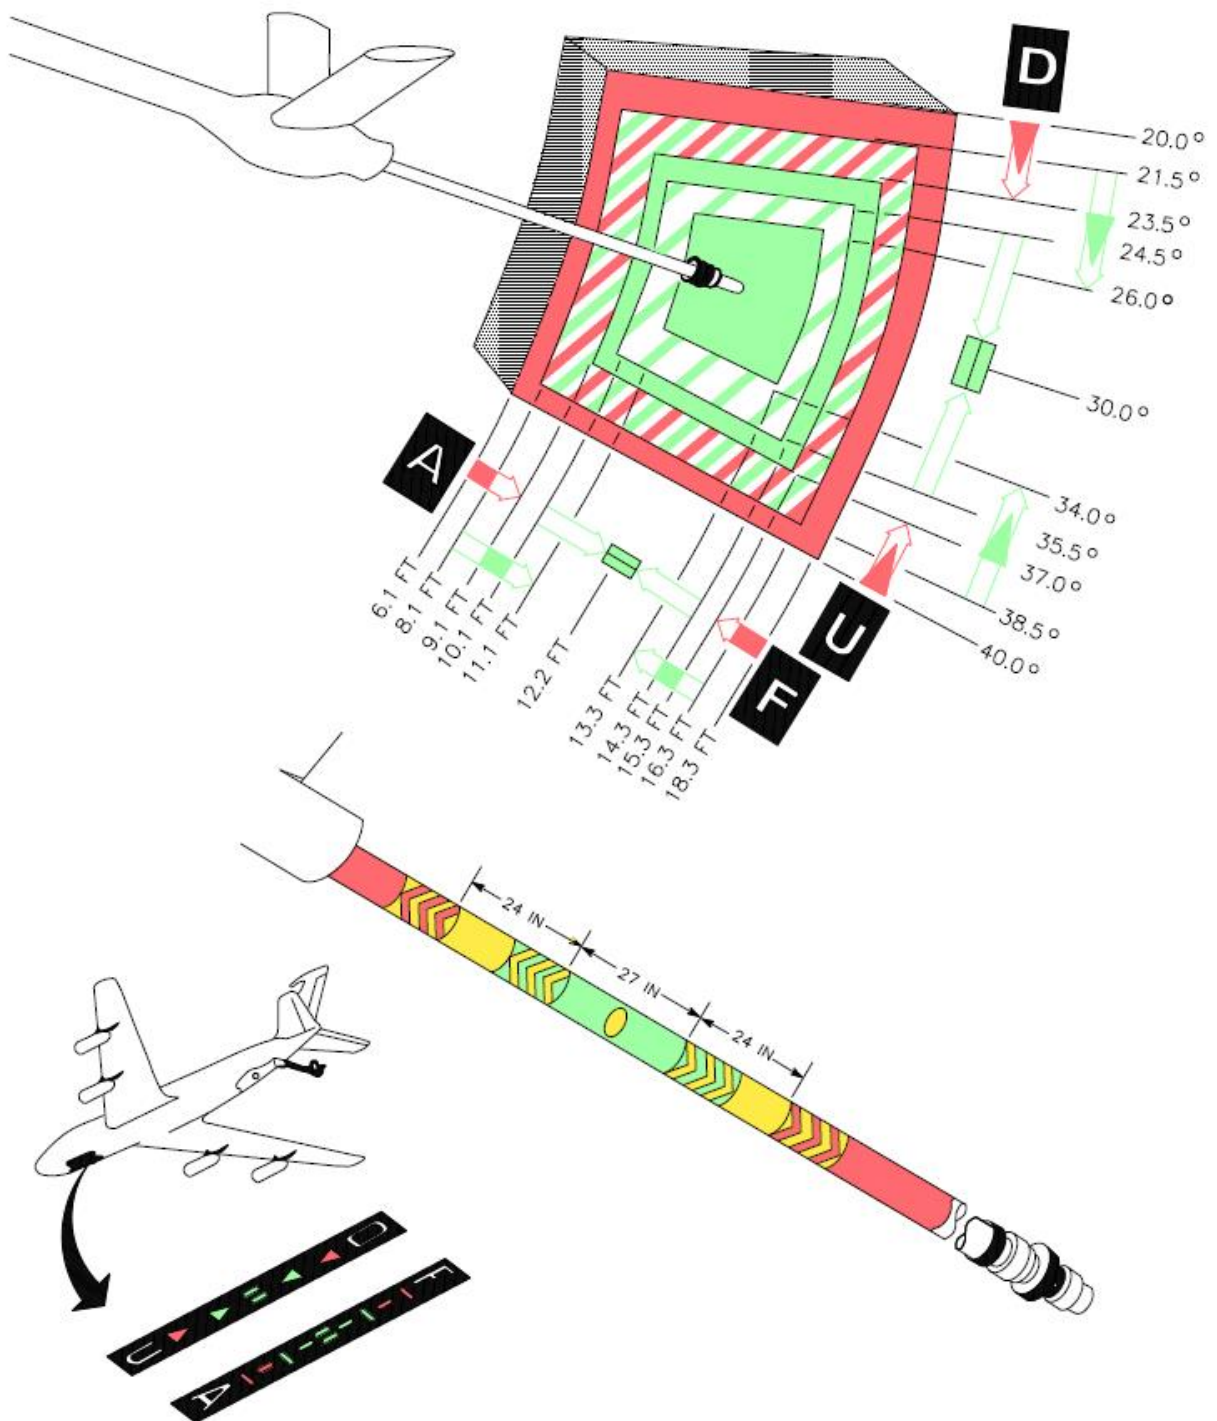 D
20.0°
21.5°
23.5°
24.5°
26.0°
30.0°
34.0°
35.5°
37.0°
38.5°
40.0°
A
U
F
6.1 FT
8.1 FT
9.1 FT
10.1 FT
11.1 FT
12.2 FT
13.3 FT
14.3 FT
15.3 FT
16.3 FT
18.3 FT
24 IN
27 IN
24 IN
U D
A F